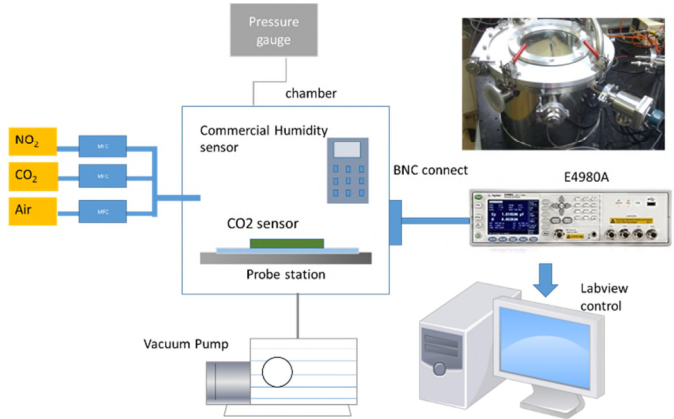 Pressure
gauge
chamber
Commercial Humidity
sensor
NO₂
MFC
CO₂
MFC
Air
MFC
BNC connect
E4980A
CO2 sensor
Probe station
Labview
control
Vacuum Pump